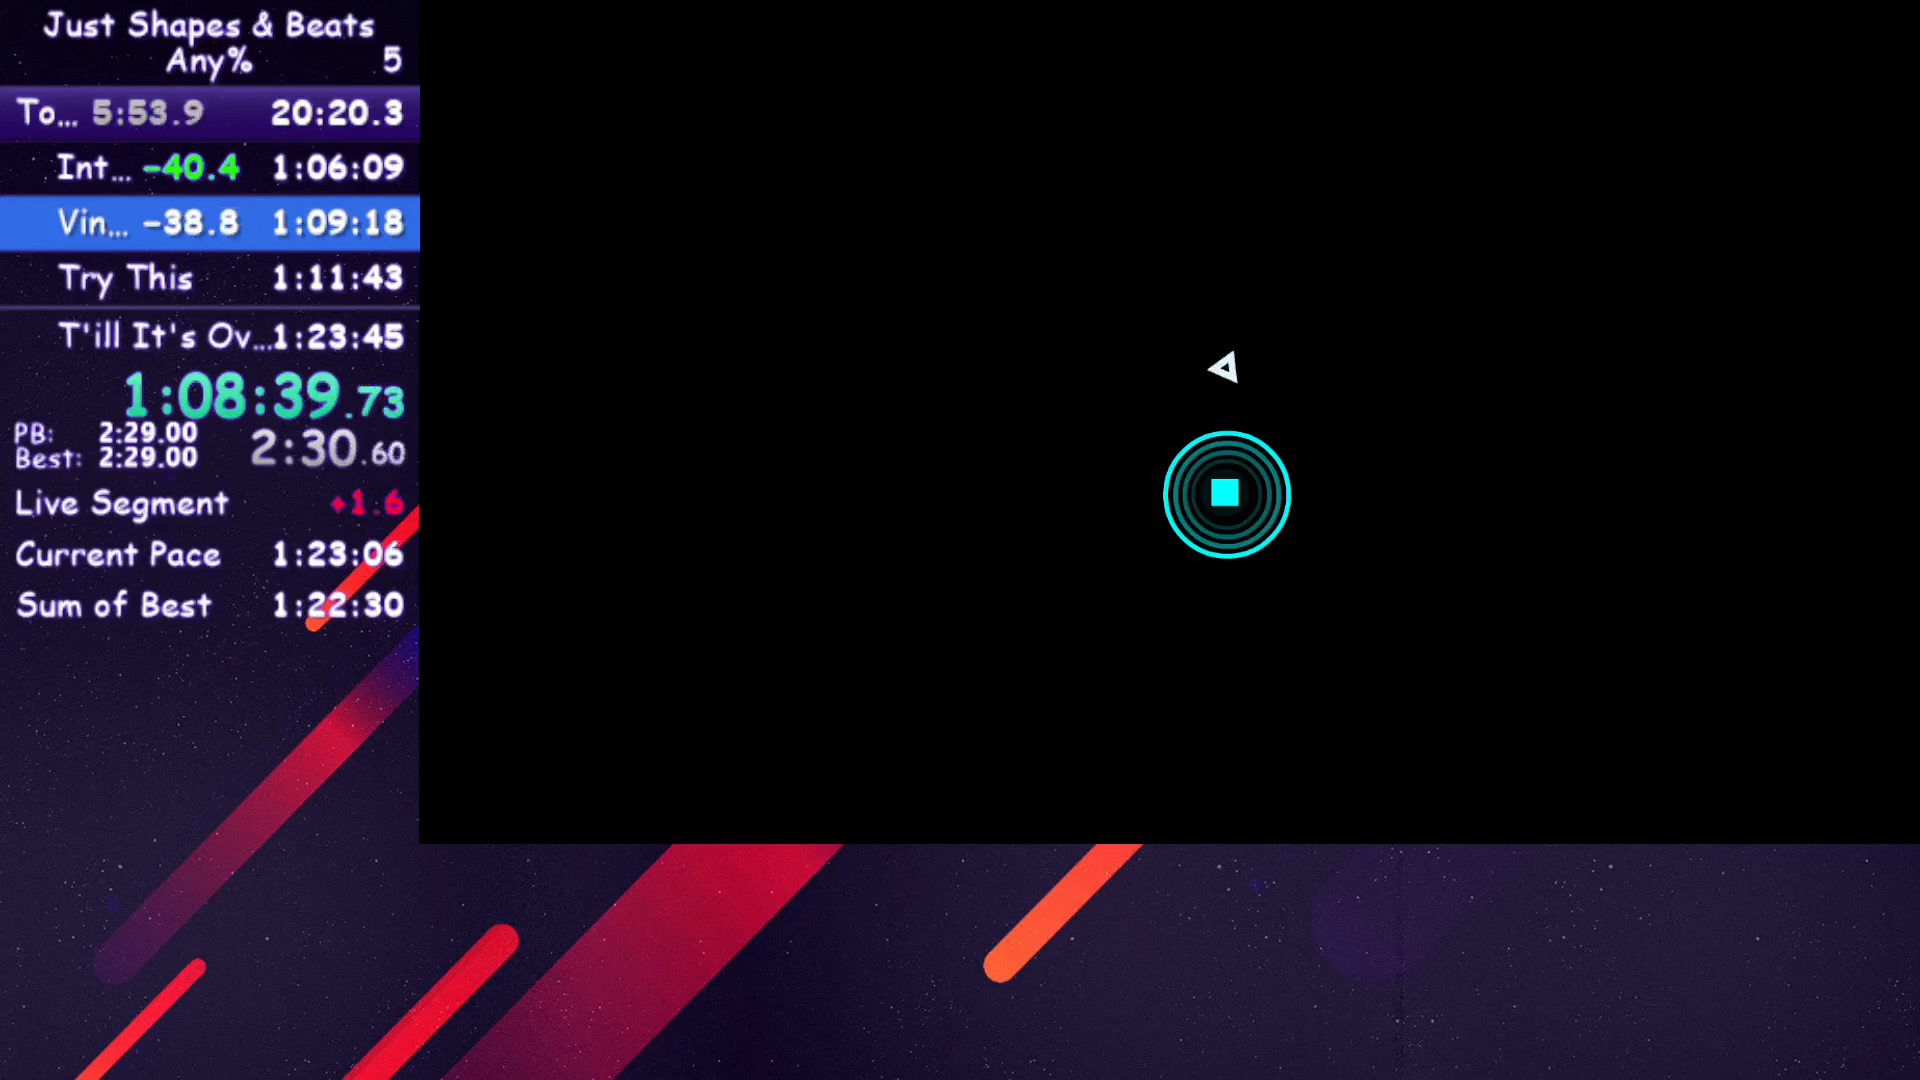 Just Shapes & Beats
Any% 5
To... 5:53.9 20:20.3
Int... -40.4 1:06:09
Vin... -38.8 1:09:18
Try This 1:11:43
T'ill It's Ov...1:23:45
1:08:39.73
PB: 2:29.00 2:30.60
Best: 2:29.00
Live Segment +1.6
Current Pace 1:23:06
Sum of Best 1:22:30